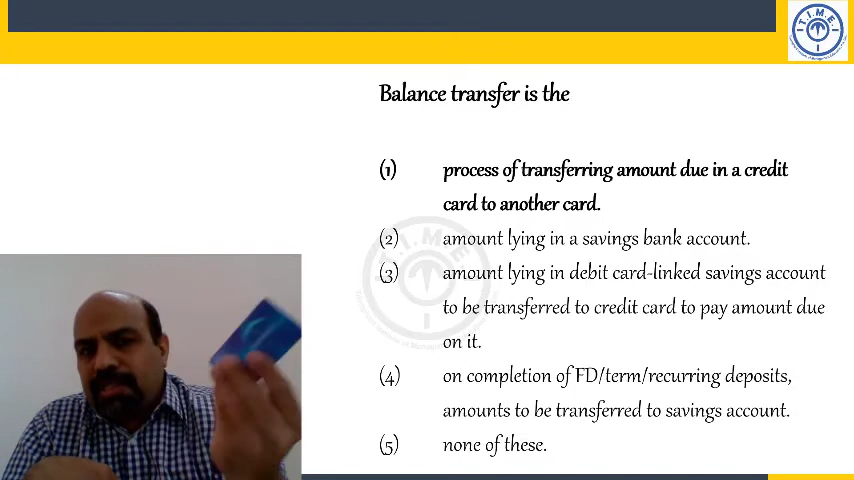 T.I.M.E.
Balance transfer is the
(1) process of transferring amount due in a credit
card to another card.
(2) amount lying in a savings bank account.
(3) amount lying in debit card-linked savings account
to be transferred to credit card to pay amount due
on it.
(4) on completion of FD/term/recurring deposits,
amounts to be transferred to savings account.
(5) none of these.